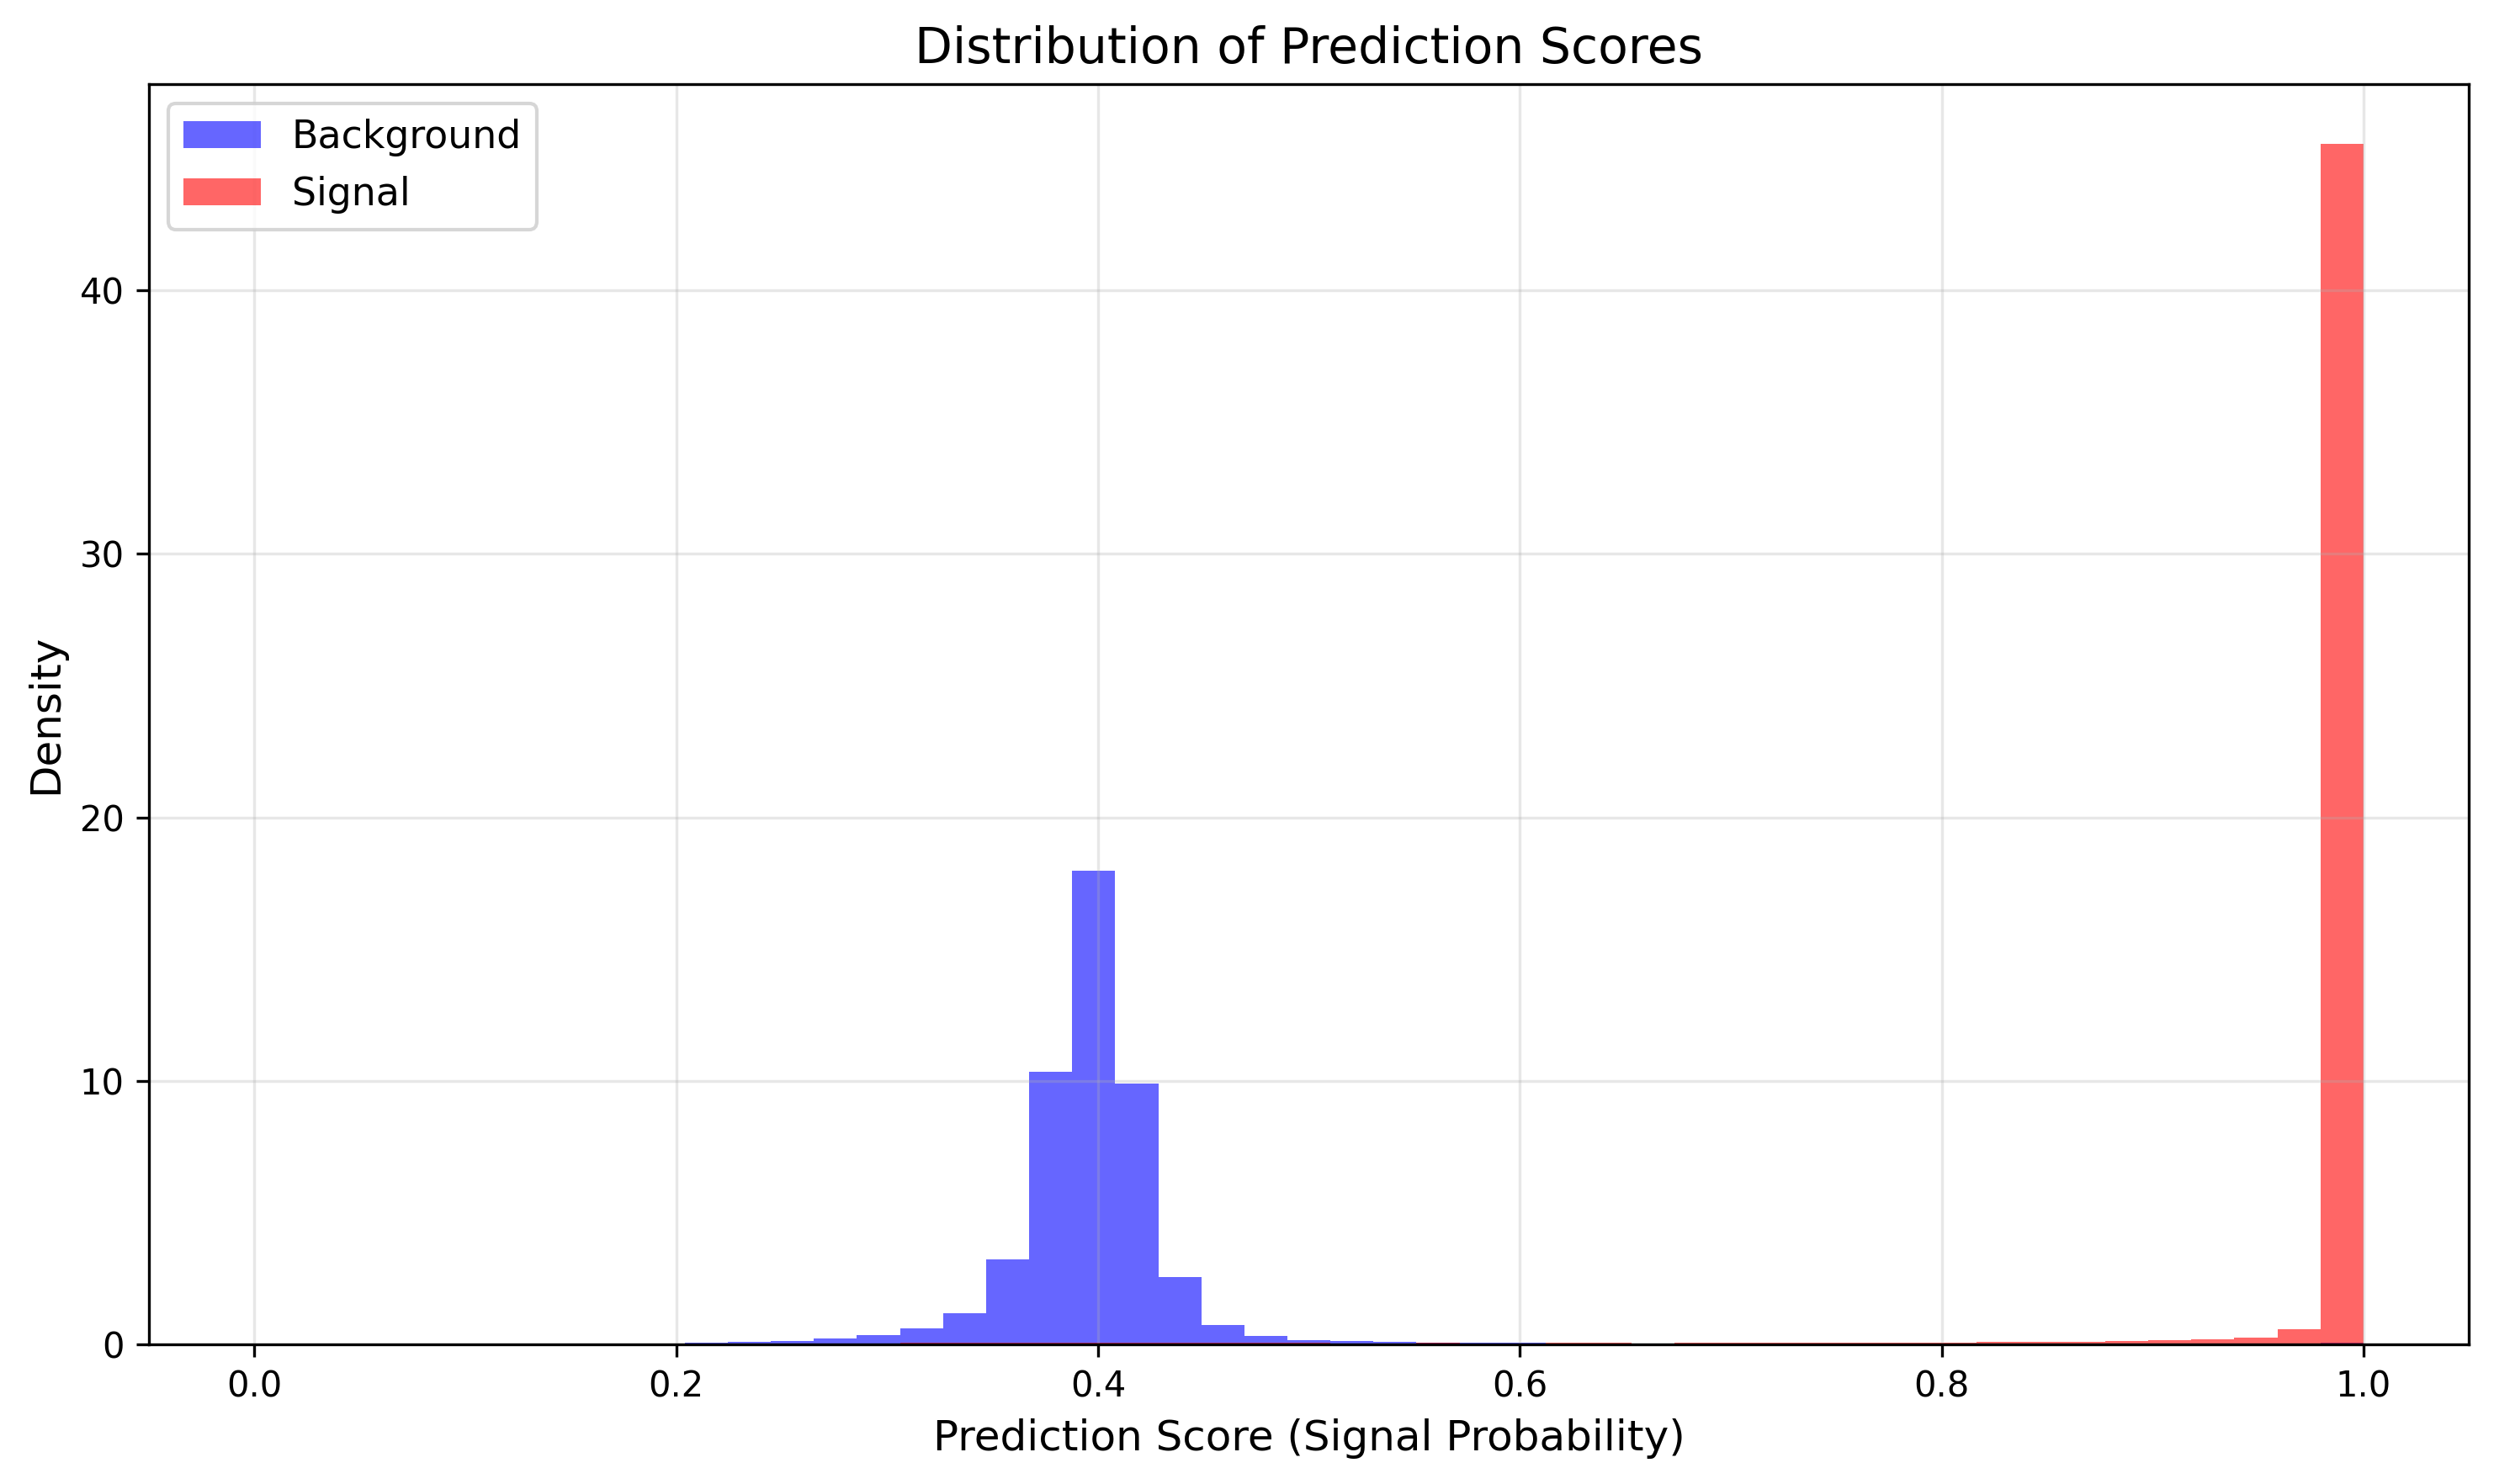 Distribution of Prediction Scores
Background
Signal
40
30
20
10
0
Density
0.0 0.2 0.4 0.6 0.8 1.0
Prediction Score (Signal Probability)